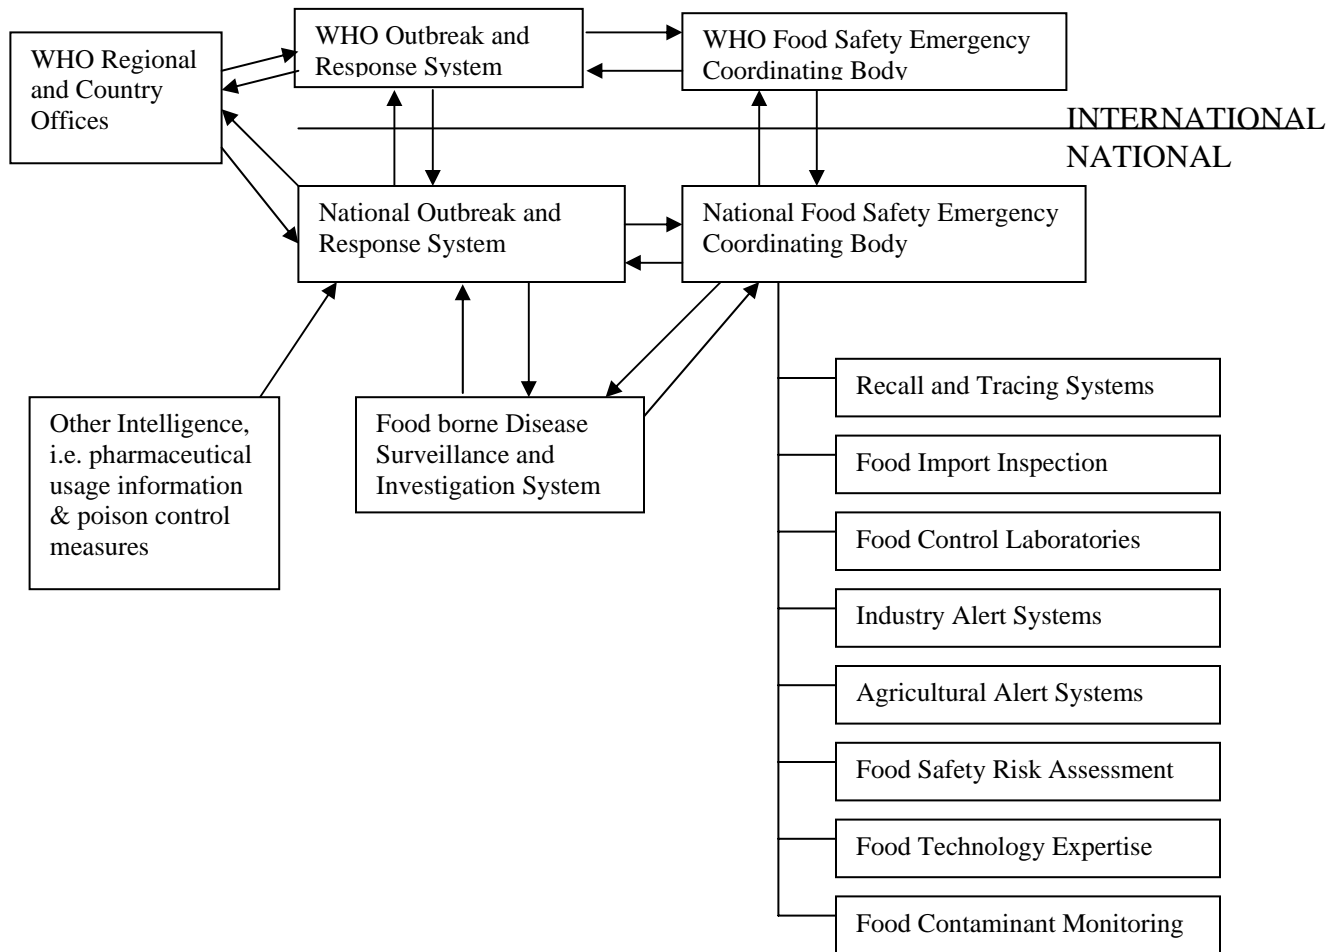 WHO Regional
and Country
Offices
WHO Outbreak and
Response System
WHO Food Safety Emergency
Coordinating Body
INTERNATIONAL
NATIONAL
National Outbreak and
Response System
National Food Safety Emergency
Coordinating Body
Other Intelligence,
i.e. pharmaceutical
usage information
& poison control
measures
Food borne Disease
Surveillance and
Investigation System
Recall and Tracing Systems
Food Import Inspection
Food Control Laboratories
Industry Alert Systems
Agricultural Alert Systems
Food Safety Risk Assessment
Food Technology Expertise
Food Contaminant Monitoring